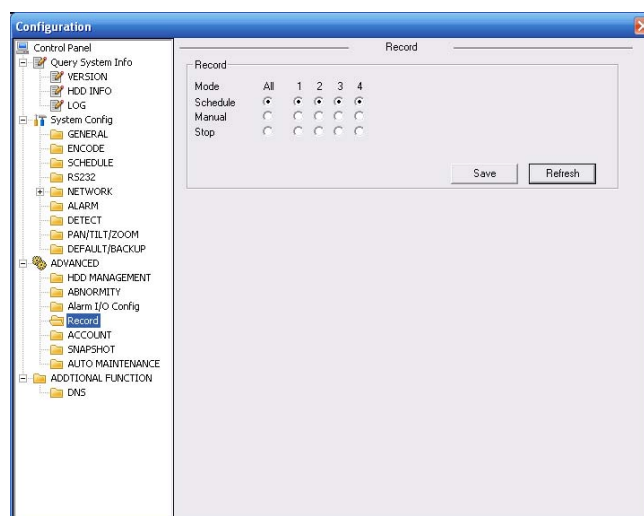 Configuration
Control Panel
Query System Info
VERSION
HDD INFO
LOG
System Config
GENERAL
ENCODE
SCHEDULE
RS232
NETWORK
ALARM
DETECT
PAN/TILT/ZOOM
DEFAULT/BACKUP
ADVANCED
HDD MANAGEMENT
ABNORMITY
Alarm I/O Config
Record
ACCOUNT
SNAPSHOT
AUTO MAINTENANCE
ADDTIONAL FUNCTION
DNS
Record
Record
Mode All 1 2 3 4
Schedule
Manual
Stop
Save Refresh